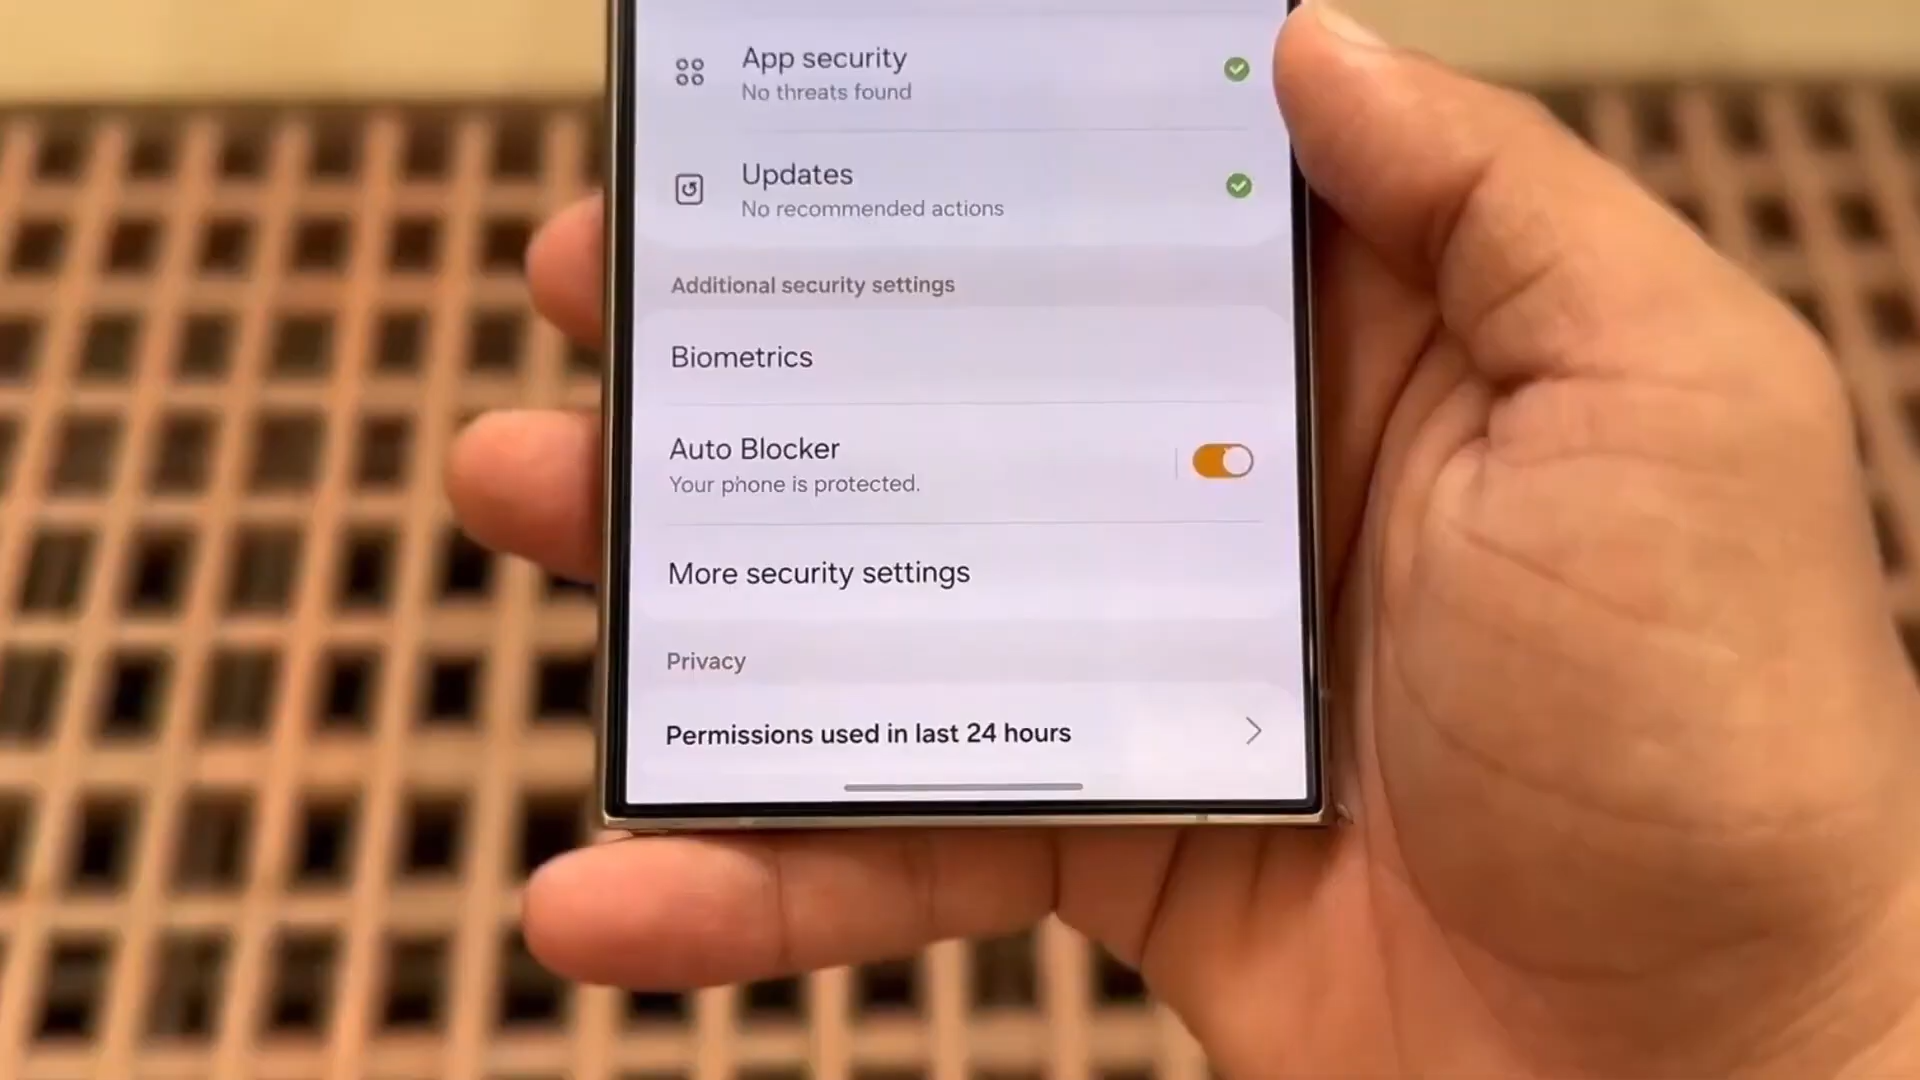 App security
No threats found
Updates
No recommended actions
Additional security settings
Biometrics
Auto Blocker
Your phone is protected.
More security settings
Privacy
Permissions used in last 24 hours